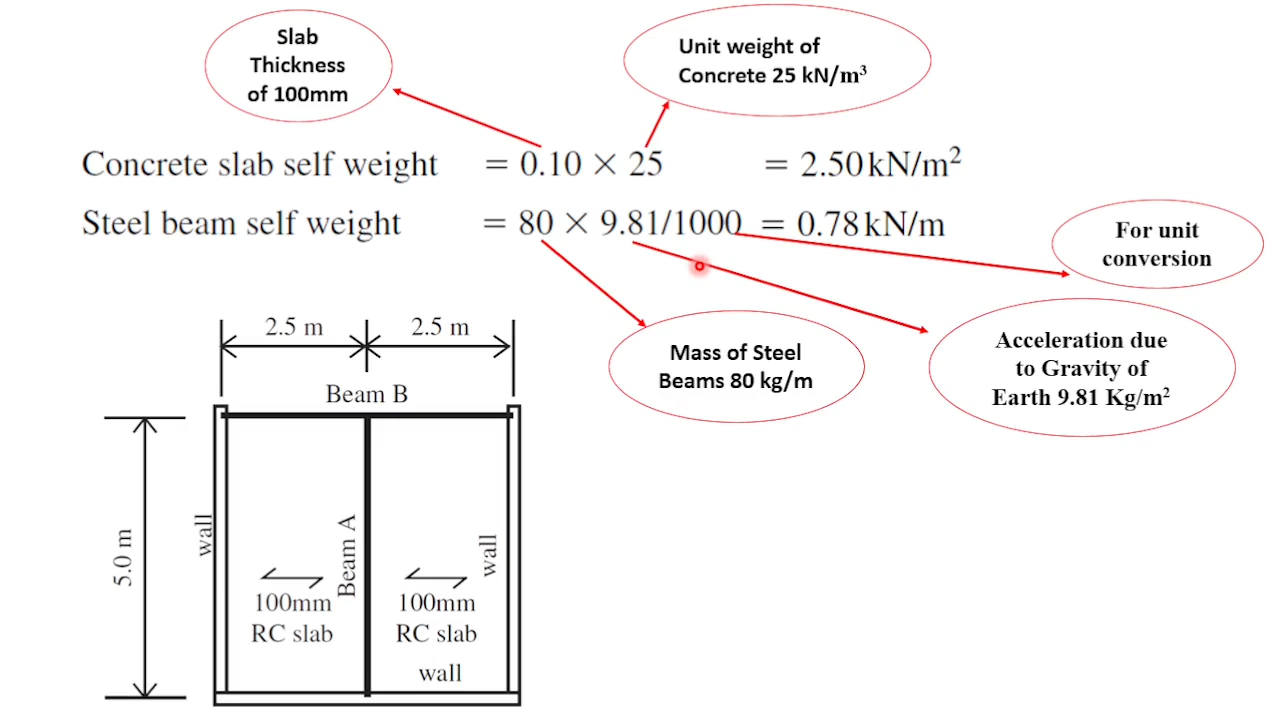 Slab
Thickness
of 100mm
Unit weight of
Concrete 25 kN/m³
Concrete slab self weight = 0.10 × 25 = 2.50 kN/m²
Steel beam self weight = 80 × 9.81/1000 = 0.78 kN/m
For unit
conversion
Mass of Steel
Beams 80 kg/m
Acceleration due
to Gravity of
Earth 9.81 Kg/m²
2.5 m 2.5 m
Beam B
5.0 m
wall
Beam A
wall
100mm 100mm
RC slab RC slab
wall